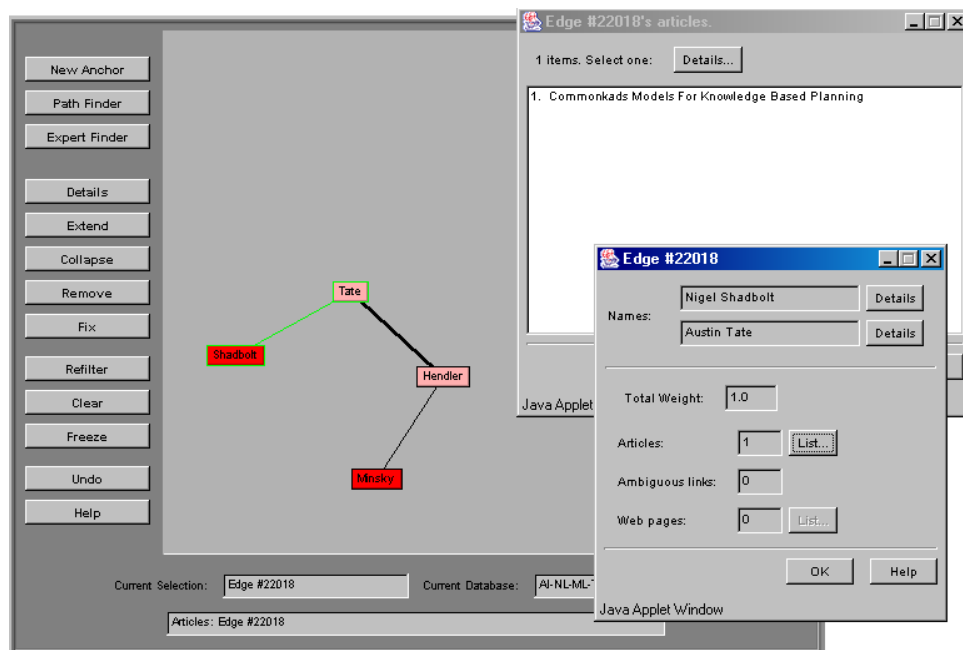 New Anchor
Path Finder
Expert Finder
Details
Extend
Collapse
Remove
Fix
Refilter
Clear
Freeze
Undo
Help
Tate
Shadbolt
Hendler
Minsky
Current Selection: Edge #22018 Current Database: AI-NL-ML-
Articles: Edge #22018
Edge #22018's articles.
1 items. Select one: Details...
1. Commonkads Models For Knowledge Based Planning
Java Applet
Edge #22018
Names: Nigel Shadbolt Details
Austin Tate Details
Total Weight: 1.0
Articles: 1 List...
Ambiguous links: 0
Web pages: 0 List...
OK Help
Java Applet Window